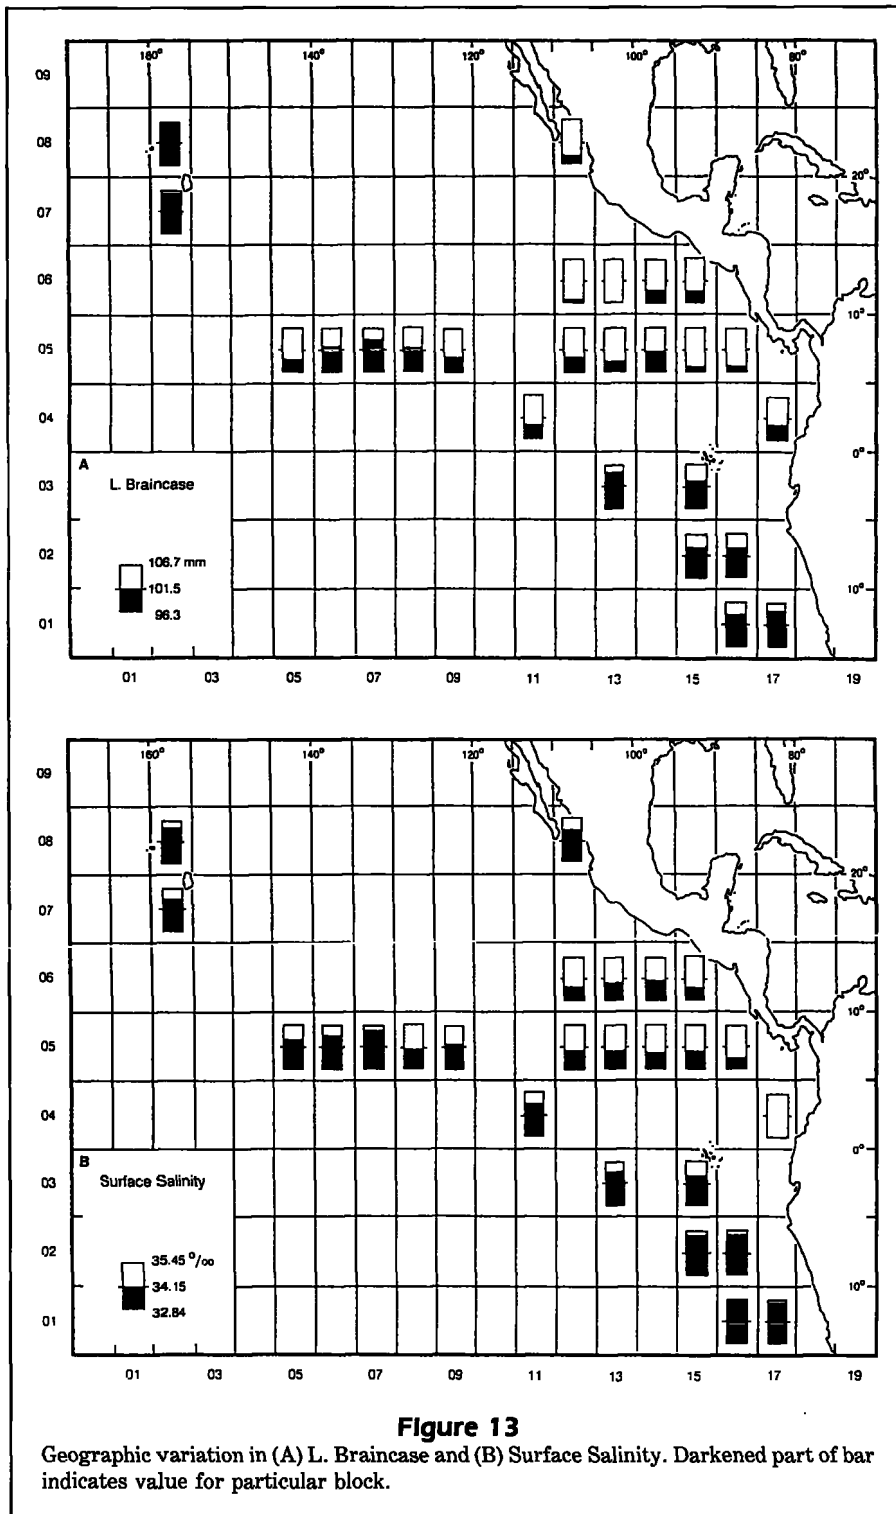 160° 140° 100° 80°
09
08
20°
07
06
10°
05
04
0°
A
03
L. Braincase
02
106.7 mm
101.5
96.3
10°
01
01 03 05 07 09 11 13 15 17 19
160° 140° 120° 100° 80°
09
08
20°
07
06
10°
05
04
0°
B
03
Surface Salinity
02
35.45 º/oo
34.15
32.84
10°
01
01 03 05 07 09 11 13 15 17 19
Figure 13
Geographic variation in (A) L. Braincase and (B) Surface Salinity. Darkened part of bar
indicates value for particular block.